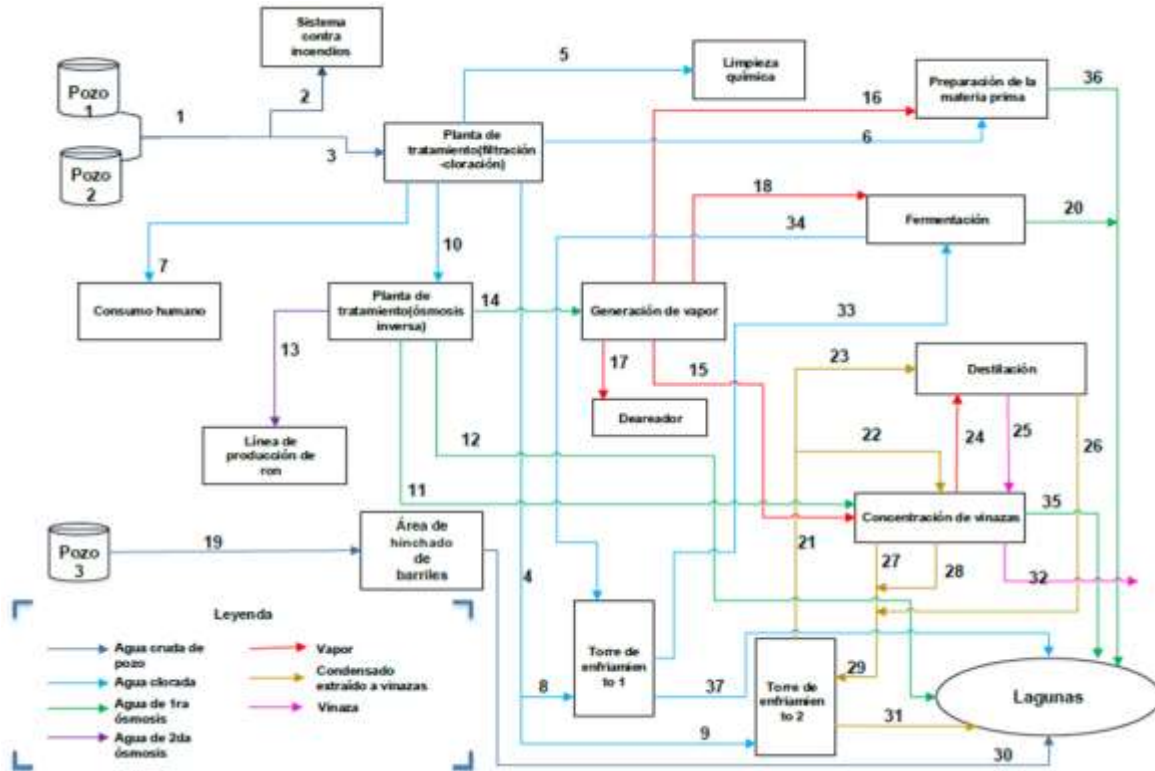 Sistema
contra
incendios
Pozo
1
Pozo
2
1
2
3
5
Limpieza
química
Planta de
tratamiento(filtración
-cloración)
16
6
Preparación de la
materia prima
36
18
34
Fermentación
20
7
10
Consumo humano
Planta de
tratamiento(ósmosis
inversa)
14
Generación de vapor
33
13
17
15
Deareador
23
Destilación
Línea de
producción de
ron
12
11
22
24
25
26
Concentración de vinazas
35
Pozo
3
19
Área de
hinchado
de
barriles
4
21
27
28
32
Leyenda
Agua cruda de
pozo
Agua clorada
Agua de 1ra
ósmosis
Agua de 2da
ósmosis
Vapor
Condensado
extraído a vinazas
Vinaza
8
Torre de
enfriamien
to 1
37
9
Torre de
enfriamien
to 2
29
31
30
Lagunas